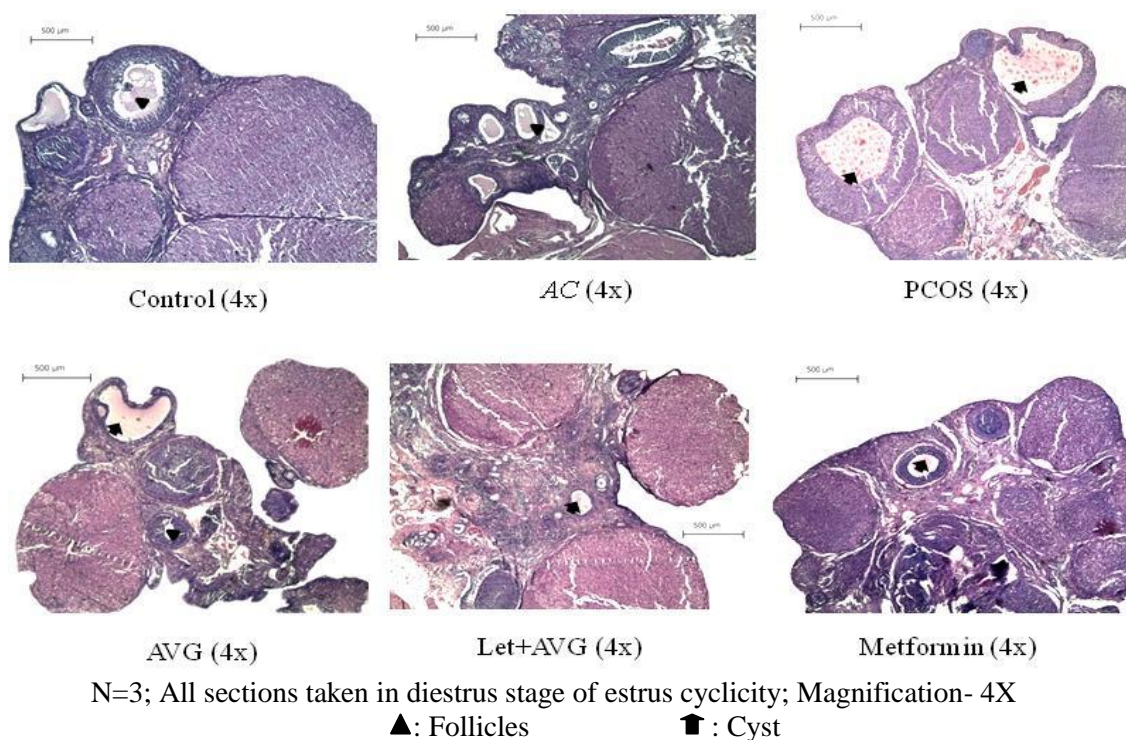 500 µm
500 µm
500 µm
Control (4x)
AC (4x)
PCOS (4x)
500 µm
500 µm
500 µm
AVG (4x)
Let+AVG (4x)
Metformin (4x)
N=3; All sections taken in diestrus stage of estrus cyclicity; Magnification- 4X
▲: Follicles ⬆: Cyst